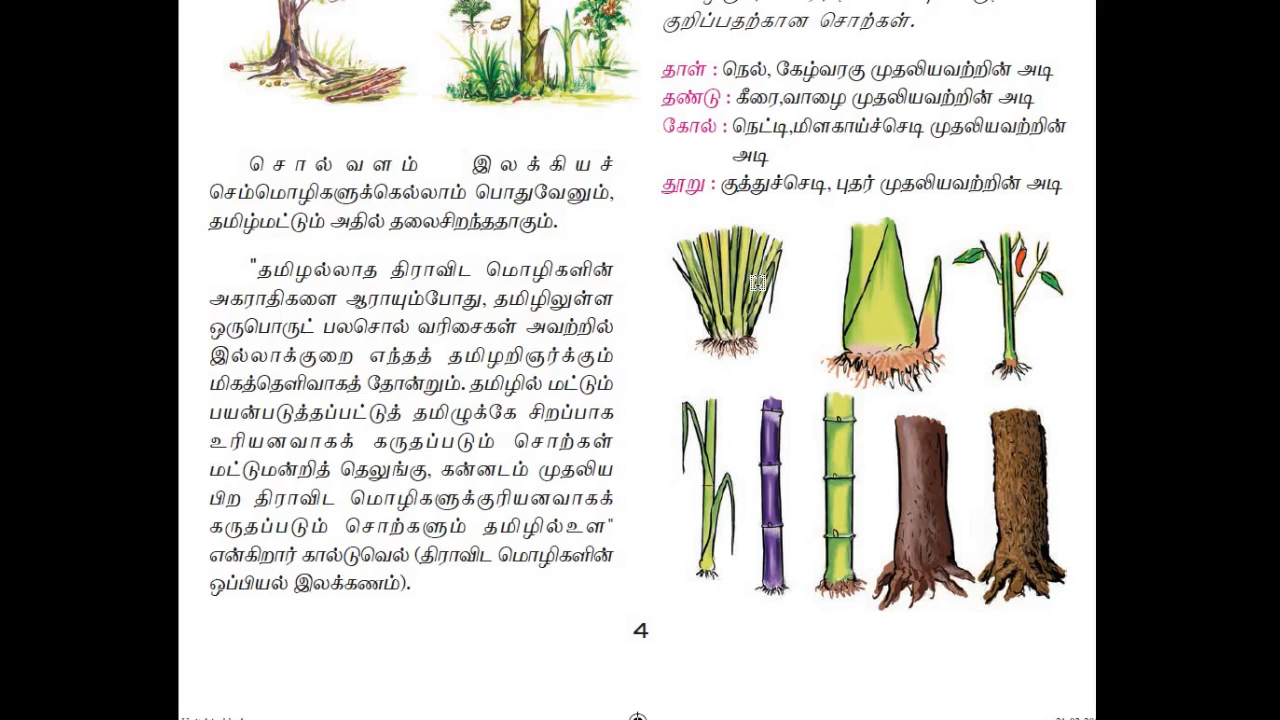 சொல்வளம் இலக்கியச்
செம்மொழிகளுக்கெல்லாம் பொதுவேனும்,
தமிழ்மட்டும் அதில் தலைசிறந்ததாகும்.
"தமிழல்லாத திராவிட மொழிகளின்
அகராதிகளை ஆராயும்போது, தமிழிலுள்ள
ஒருபொருட் பலசொல் வரிசைகள் அவற்றில்
இல்லாக்குறை எந்தத் தமிழறிஞர்க்கும்
மிகத்தெளிவாகத் தோன்றும். தமிழில் மட்டும்
பயன்படுத்தப்பட்டுத் தமிழுக்கே சிறப்பாக
உரியனவாகக் கருதப்படும் சொற்கள்
மட்டுமன்றித் தெலுங்கு, கன்னடம் முதலிய
பிற திராவிட மொழிகளுக்குரியனவாகக்
கருதப்படும் சொற்களும் தமிழில்உள"
என்கிறார் கால்டுவெல் (திராவிட மொழிகளின்
ஒப்பியல் இலக்கணம்).
குறிப்பதற்கான சொற்கள்.
தாள் : நெல், கேழ்வரகு முதலியவற்றின் அடி
தண்டு : கீரை,வாழை முதலியவற்றின் அடி
கோல் : நெட்டி,மிளகாய்ச்செடி முதலியவற்றின்
அடி
தூறு : குத்துச்செடி, புதர் முதலியவற்றின் அடி
4